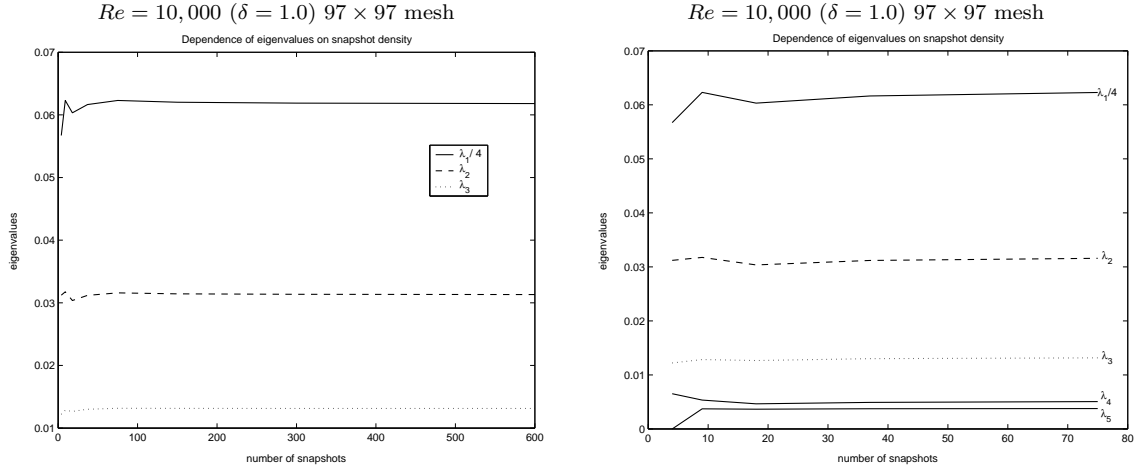 Re = 10,000 (δ = 1.0) 97 × 97 mesh
Dependence of eigenvalues on snapshot density
0.07
0.06
0.05
0.04
0.03
0.02
0.01
0
100
200
300
400
500
600
eigenvalues
number of snapshots
λ1/ 4
λ2
λ3
Re = 10,000 (δ = 1.0) 97 × 97 mesh
Dependence of eigenvalues on snapshot density
0.07
0.06
0.05
0.04
0.03
0.02
0.01
0
0
10
20
30
40
50
60
70
80
eigenvalues
number of snapshots
λ1/4
λ2
λ3
λ4
λ5